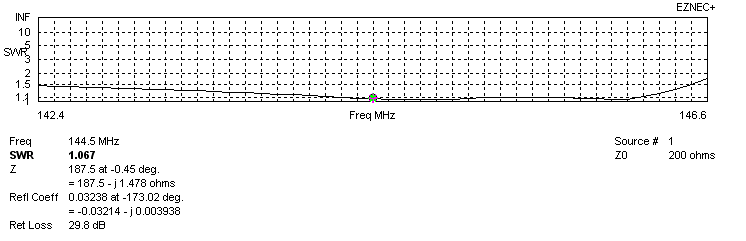 EZNEC+
INF
10
5
SWR
3
2
1.5
1.1
142.4 Freq MHz 146.6
Freq 144.5 MHz Source # 1
SWR 1.067 Z0 200 ohms
Z 187.5 at -0.45 deg.
= 187.5 - j 1.478 ohms
Refl Coeff 0.03238 at -173.02 deg.
= -0.03214 - j 0.003938
Ret Loss 29.8 dB